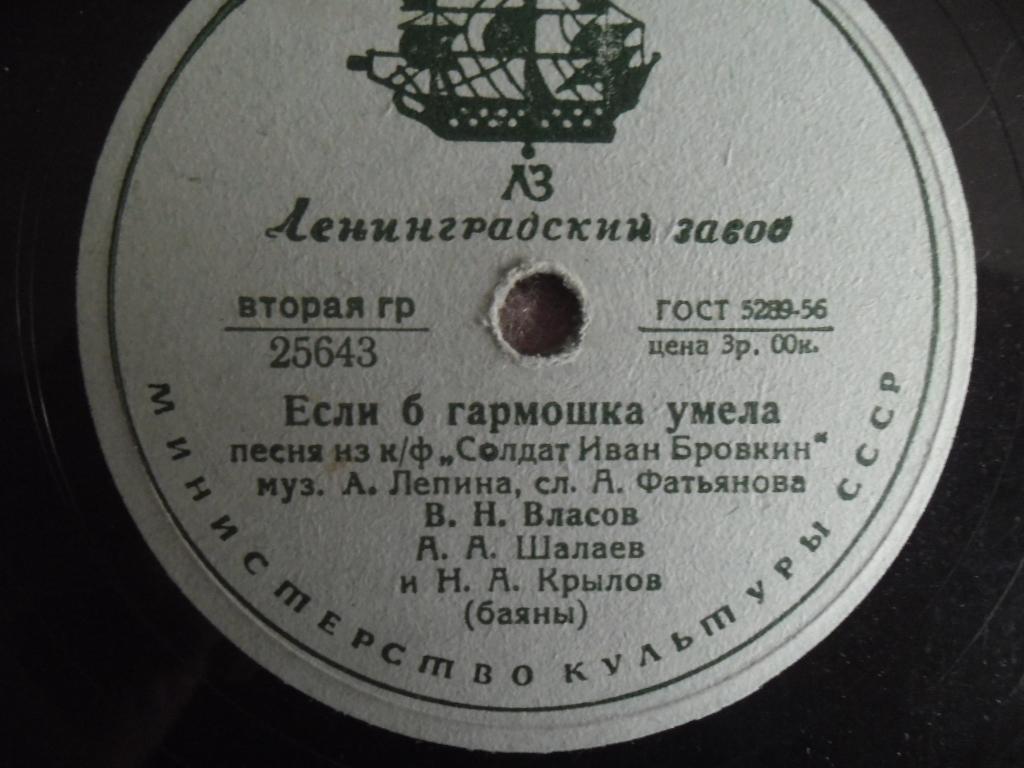 ЛЗ
Ленинградский завод
вторая гр
25643
ГОСТ 5289-56
цена 3р. 00к.
Если б гармошка умела
песня из к/ф „Солдат Иван Бровкин“
муз. А. Лепина, сл. А. Фатьянова
В. Н. Власов
А. А. Шалаев
и Н. А. Крылов
(баяны)
МИНИСТЕРСТВО КУЛЬТУРЫ СССР